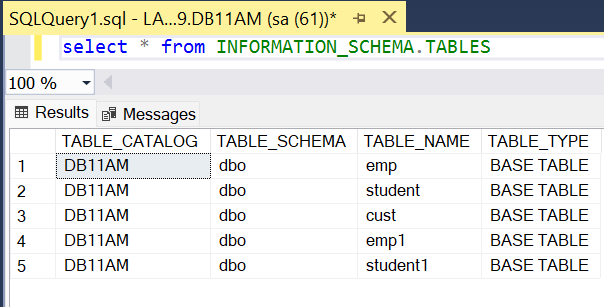 SQLQuery1.sql - LA...9.DB11AM (sa (61))*
select * from INFORMATION_SCHEMA.TABLES
100 %
Results Messages
TABLE_CATALOG TABLE_SCHEMA TABLE_NAME TABLE_TYPE
1 DB11AM dbo emp BASE TABLE
2 DB11AM dbo student BASE TABLE
3 DB11AM dbo cust BASE TABLE
4 DB11AM dbo emp1 BASE TABLE
5 DB11AM dbo student1 BASE TABLE